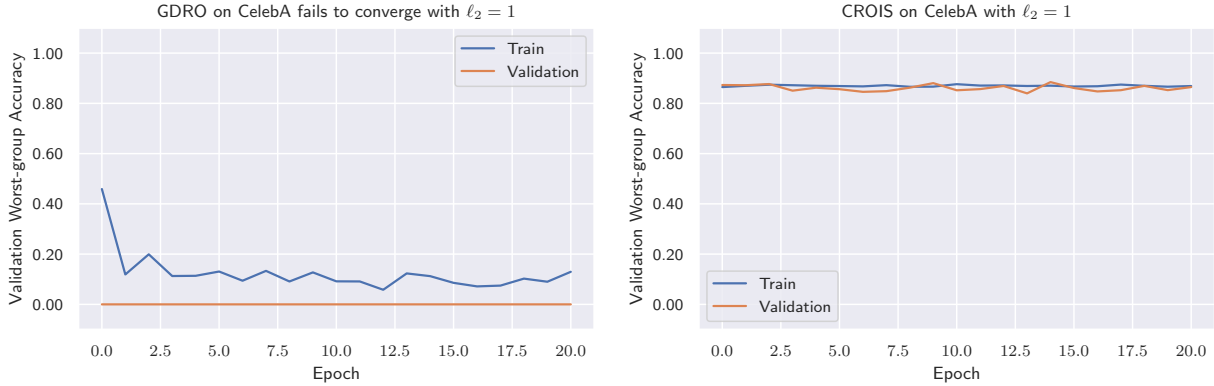 GDRO on CelebA fails to converge with ℓ₂ = 1
Validation Worst-group Accuracy
1.00
0.80
0.60
0.40
0.20
0.00
Train
Validation
0.0 2.5 5.0 7.5 10.0 12.5 15.0 17.5 20.0
Epoch
CROIS on CelebA with ℓ₂ = 1
Validation Worst-group Accuracy
1.00
0.80
0.60
0.40
0.20
0.00
Train
Validation
0.0 2.5 5.0 7.5 10.0 12.5 15.0 17.5 20.0
Epoch